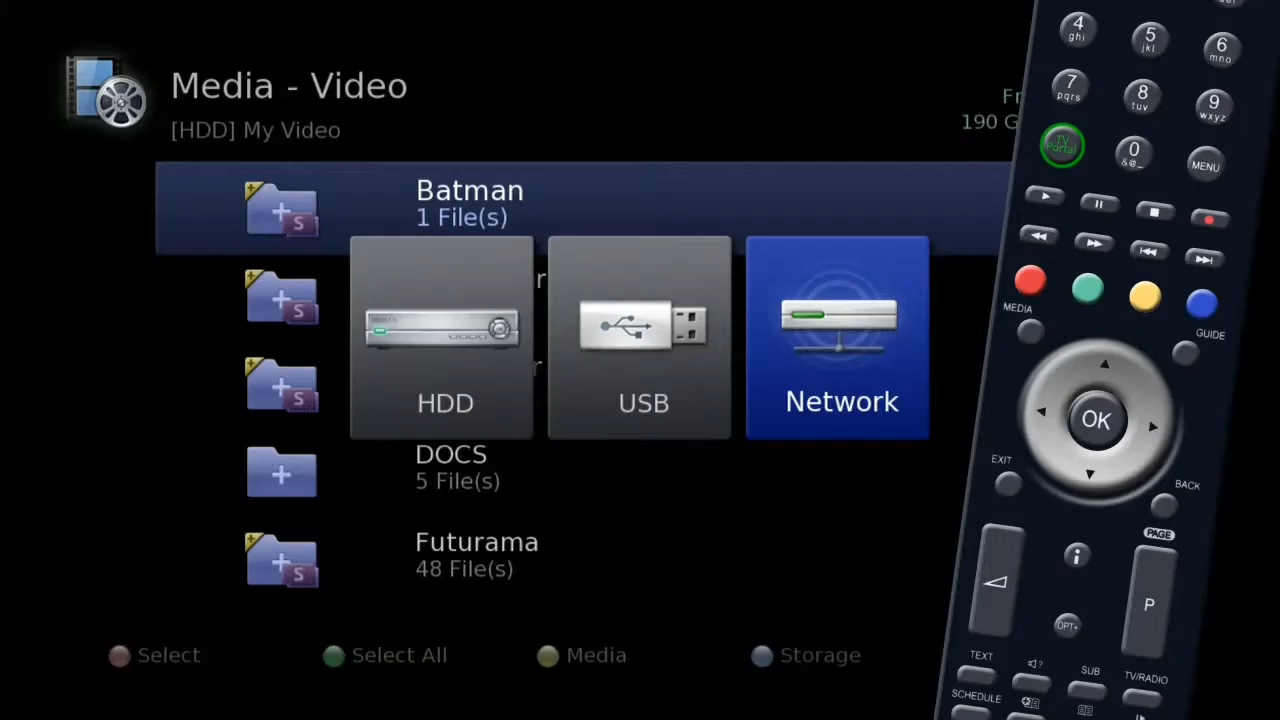 Media - Video
[HDD] My Video
190 G
Batman
1 File(s)
HDD
USB
Network
DOCS
5 File(s)
Futurama
48 File(s)
Select
Select All
Media
Storage
4
ghi
5
jkl
6
mno
7
pqrs
8
tuv
9
wxyz
TV
Portal
0
&@_
MENU
MEDIA
GUIDE
OK
EXIT
BACK
PAGE
i
P
OPT+
TEXT
?
SUB
TV/RADIO
SCHEDULE